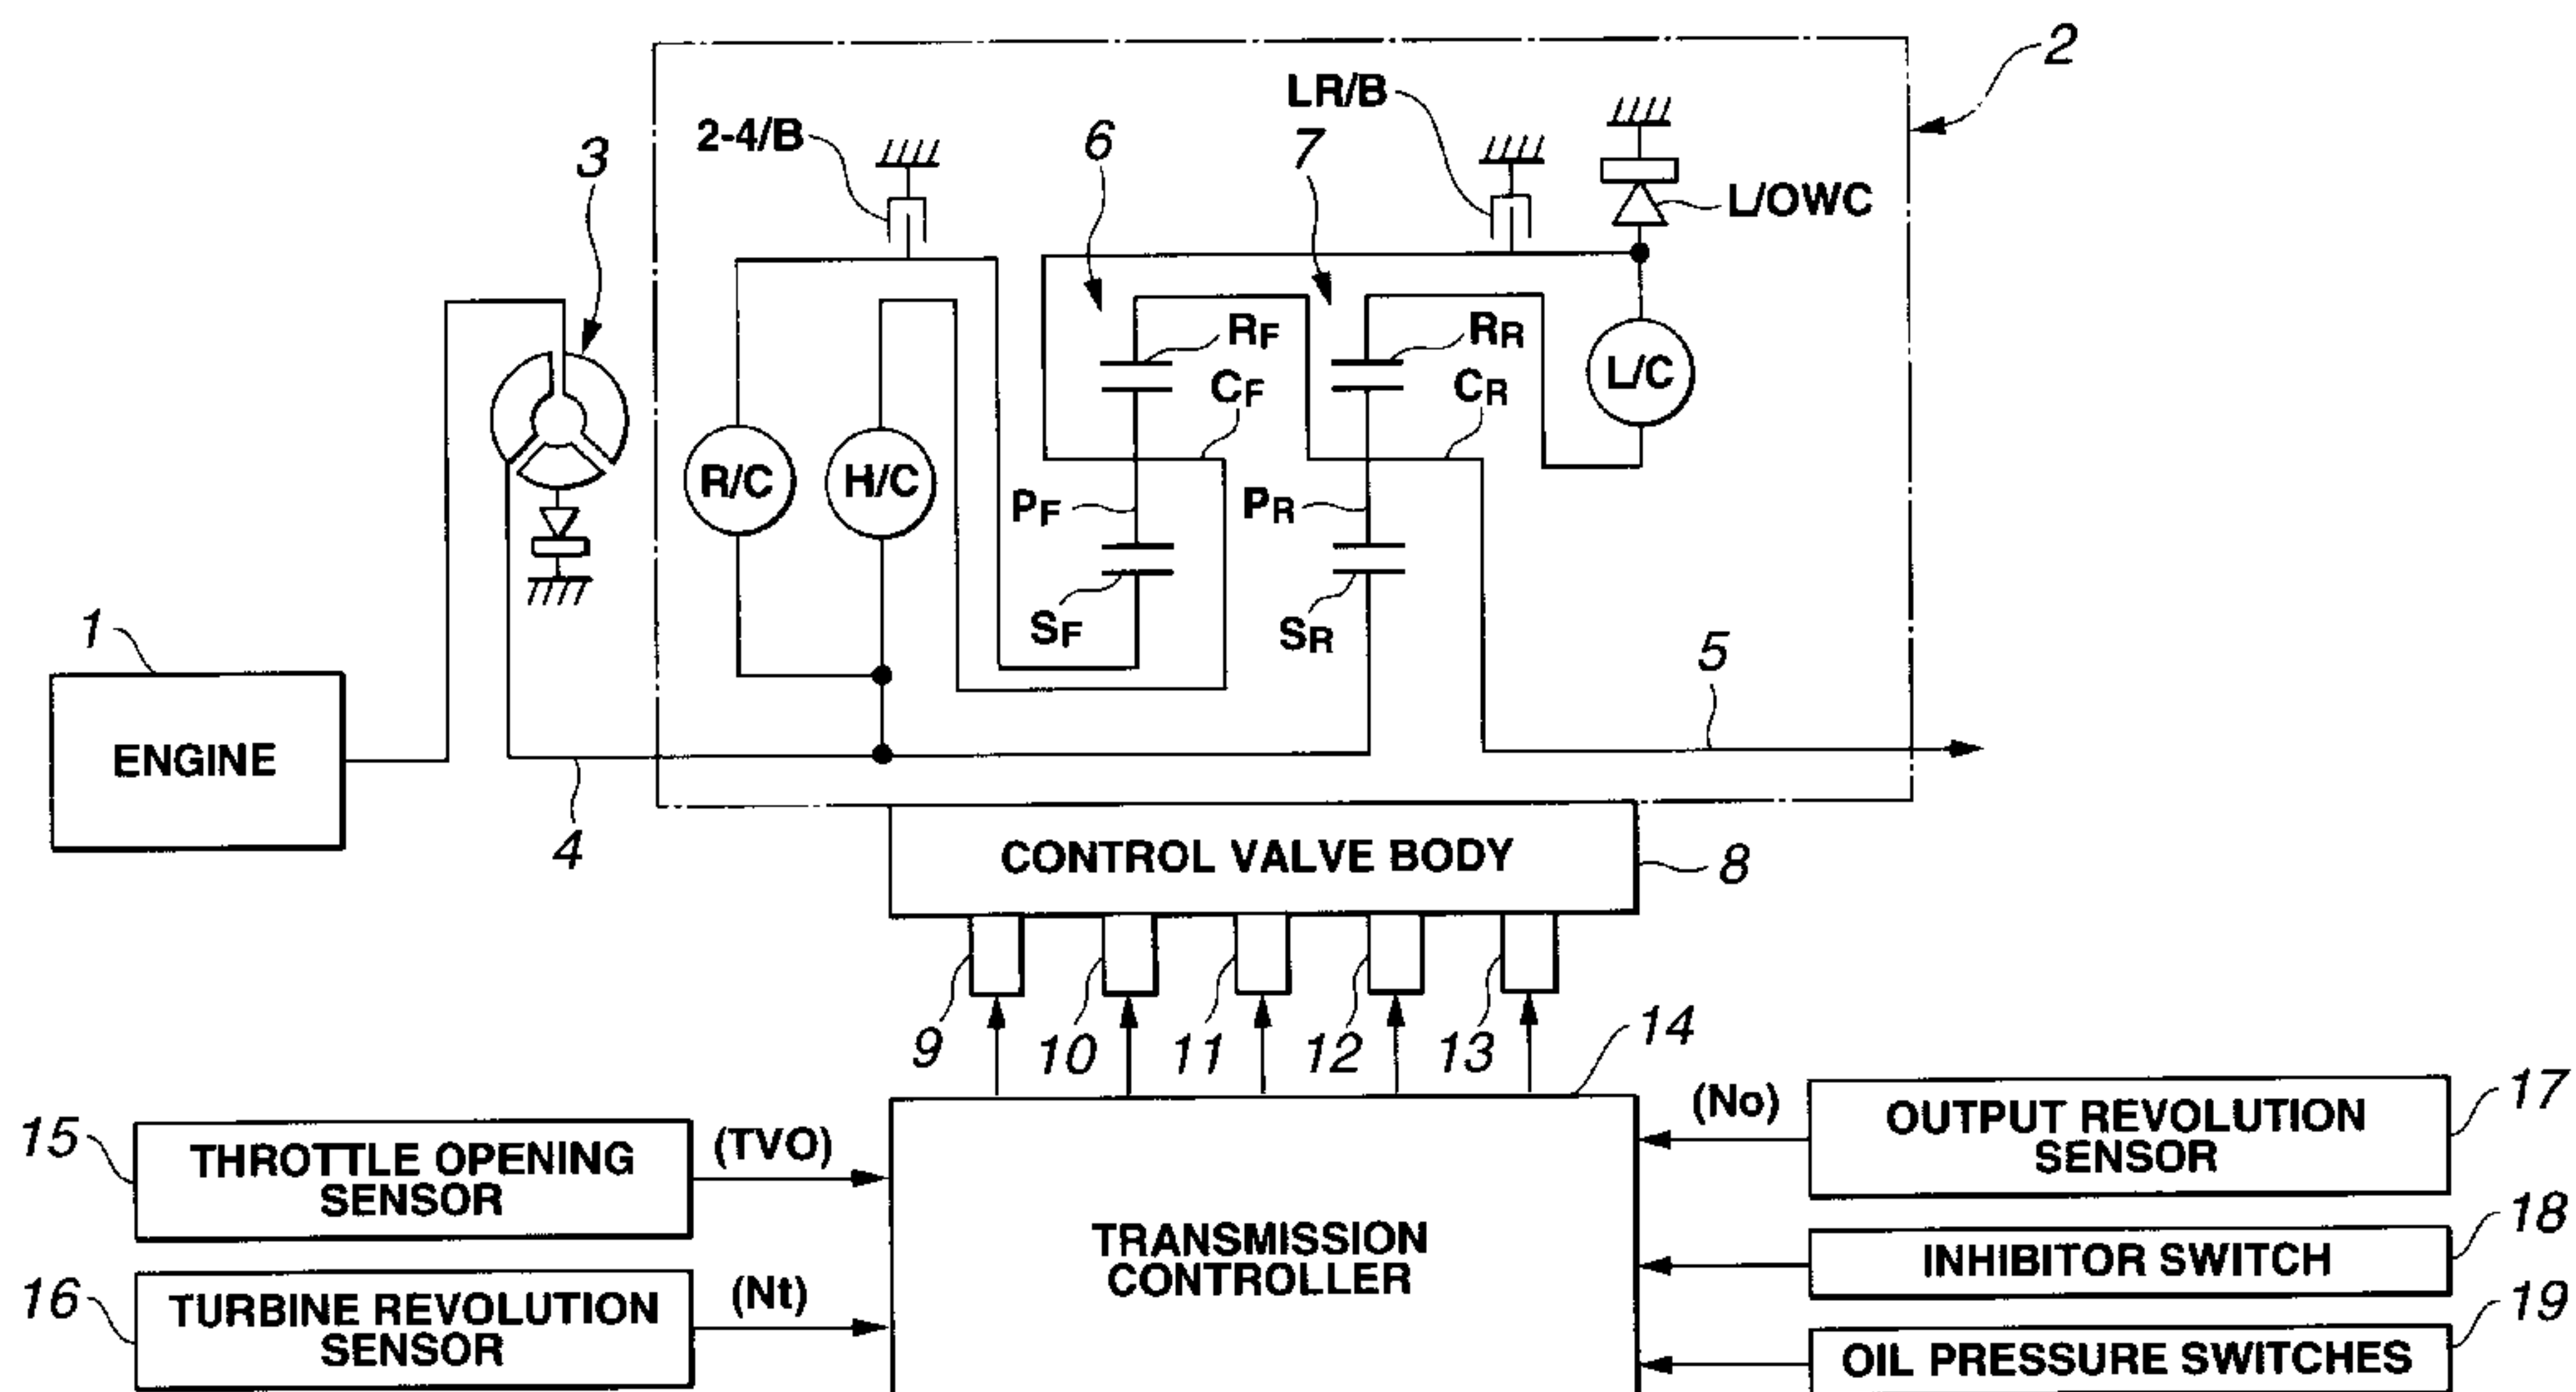 2
LR/B
2-4/B
6
7
3
L/OWC
RF
RR
CF
CR
L/C
R/C
H/C
PF
PR
SF
SR
1
5
ENGINE
4
CONTROL VALVE BODY
8
9
10
11
12
13
14
15
THROTTLE OPENING
SENSOR
(TVO)
16
TURBINE REVOLUTION
SENSOR
(Nt)
TRANSMISSION
CONTROLLER
(No)
OUTPUT REVOLUTION
SENSOR
17
INHIBITOR SWITCH
18
OIL PRESSURE SWITCHES
19